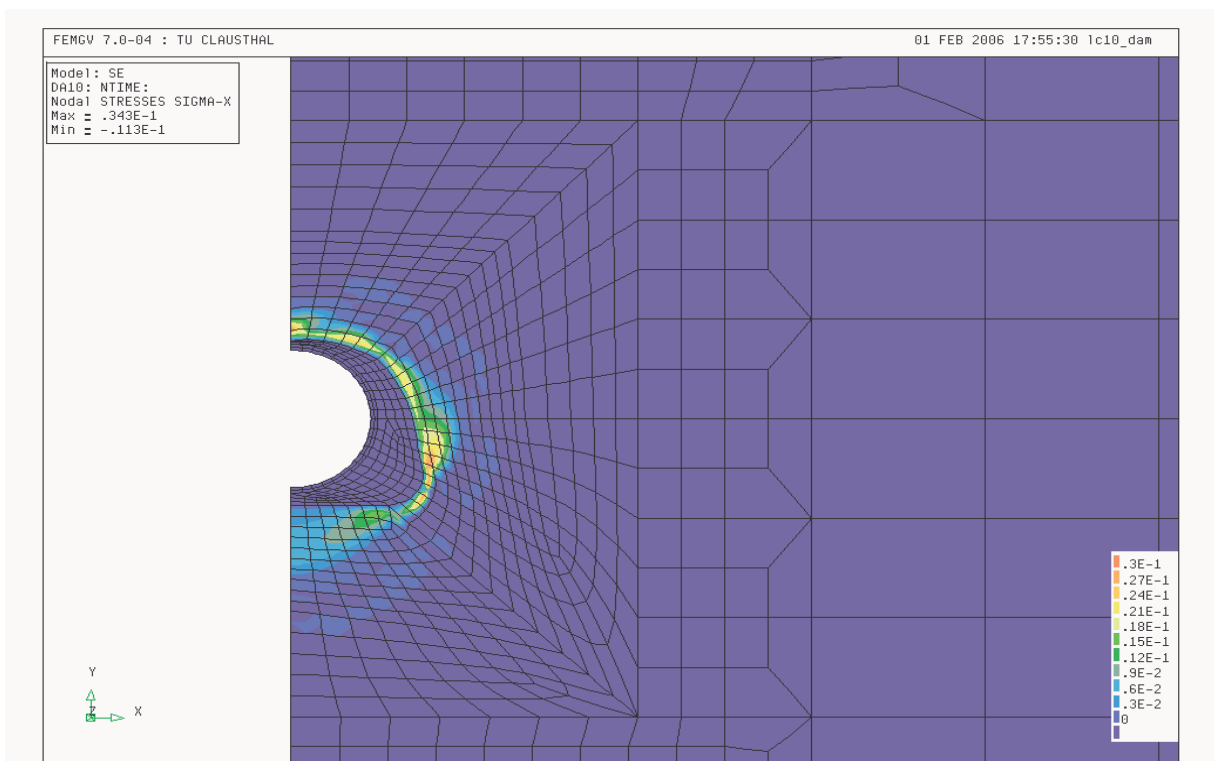 FEMGV 7.0-04 : TU CLAUSTHAL
01 FEB 2006 17:55:30 lc10_dam
Model: SE
DA10: NTIME:
Nodal STRESSES SIGMA-X
Max = .343E-1
Min = -.113E-1
.3E-1
.27E-1
.24E-1
.21E-1
.18E-1
.15E-1
.12E-1
.9E-2
.6E-2
.3E-2
0
Y
Z
X